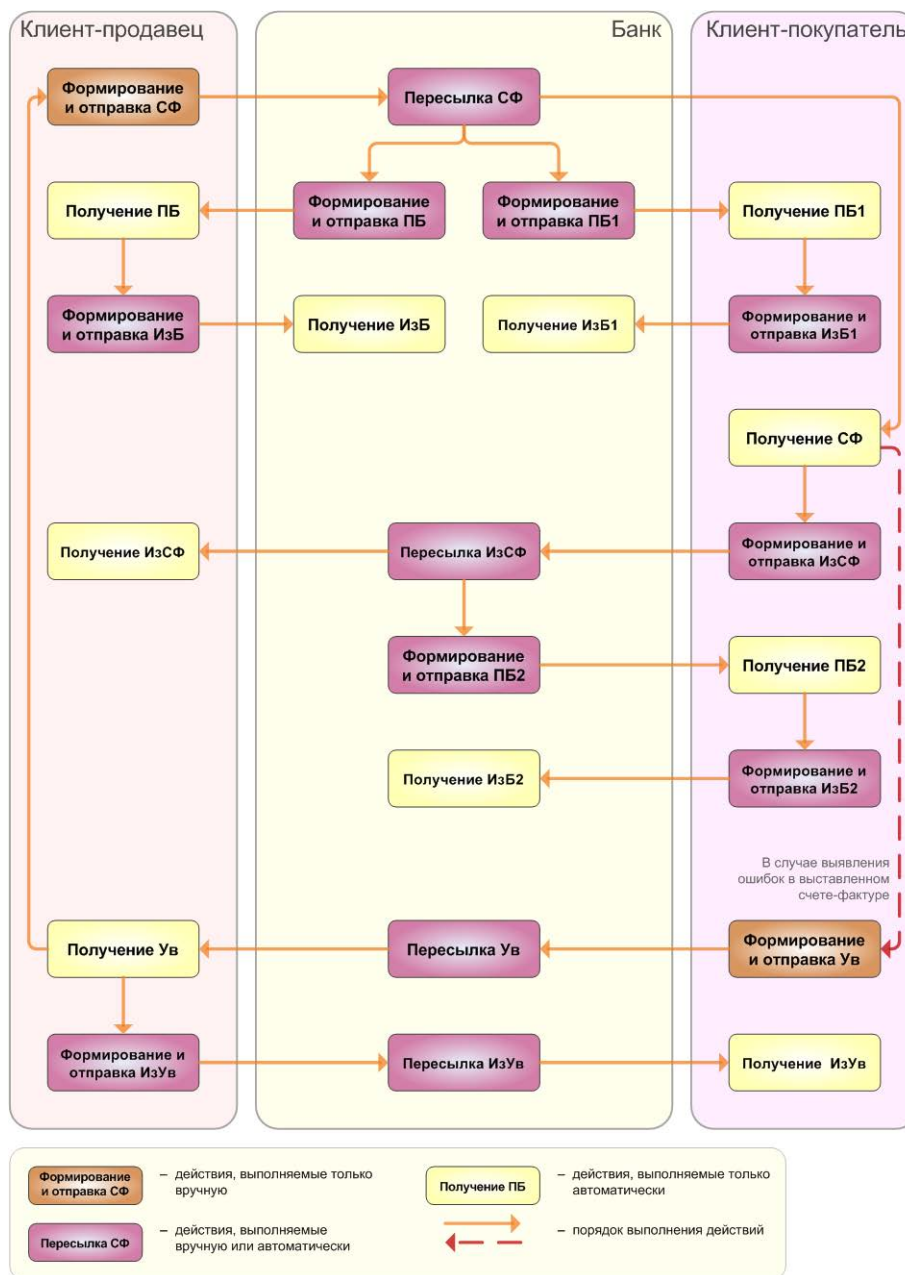 Клиент-продавец
Банк
Клиент-покупатель
Формирование
и отправка СФ
Пересылка СФ
Получение ПБ
Формирование
и отправка ПБ
Формирование
и отправка ПБ1
Получение ПБ1
Формирование
и отправка ИзБ
Получение ИзБ
Получение ИзБ1
Формирование и
отправка ИзБ1
Получение СФ
Получение ИзСФ
Пересылка ИзСФ
Формирование и
отправка ИзСФ
Формирование
и отправка ПБ2
Получение ПБ2
Получение ИзБ2
Формирование и
отправка ИзБ2
В случае выявления
ошибок в выставленном
счете-фактуре
Получение Ув
Пересылка Ув
Формирование
и отправка Ув
Формирование и
отправка ИзУв
Пересылка ИзУв
Получение ИзУв
Формирование
и отправка СФ
– действия, выполняемые только
вручную
Получение ПБ
– действия, выполняемые только
автоматически
Пересылка СФ
– действия, выполняемые
вручную или автоматически
– порядок выполнения действий